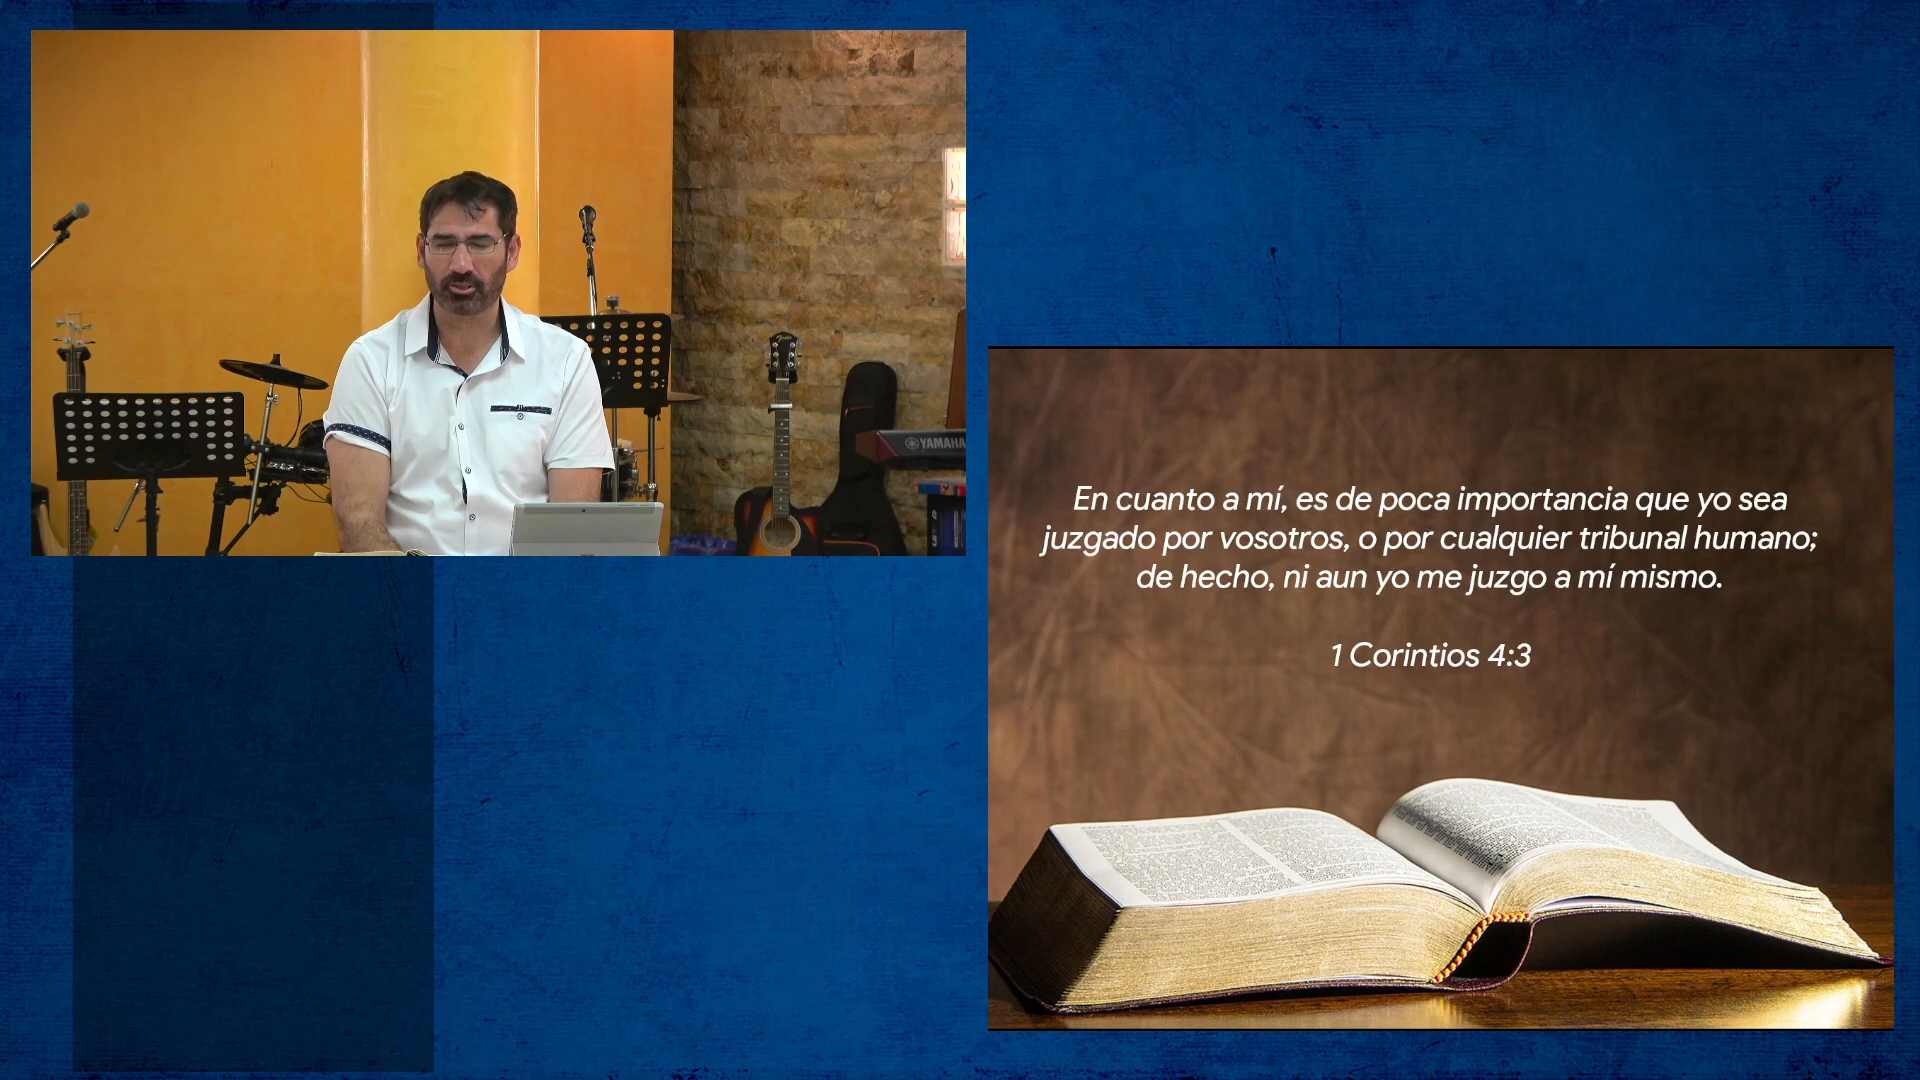 YAMAHA
Fender
En cuanto a mí, es de poca importancia que yo sea
juzgado por vosotros, o por cualquier tribunal humano;
de hecho, ni aun yo me juzgo a mí mismo.
1 Corintios 4:3